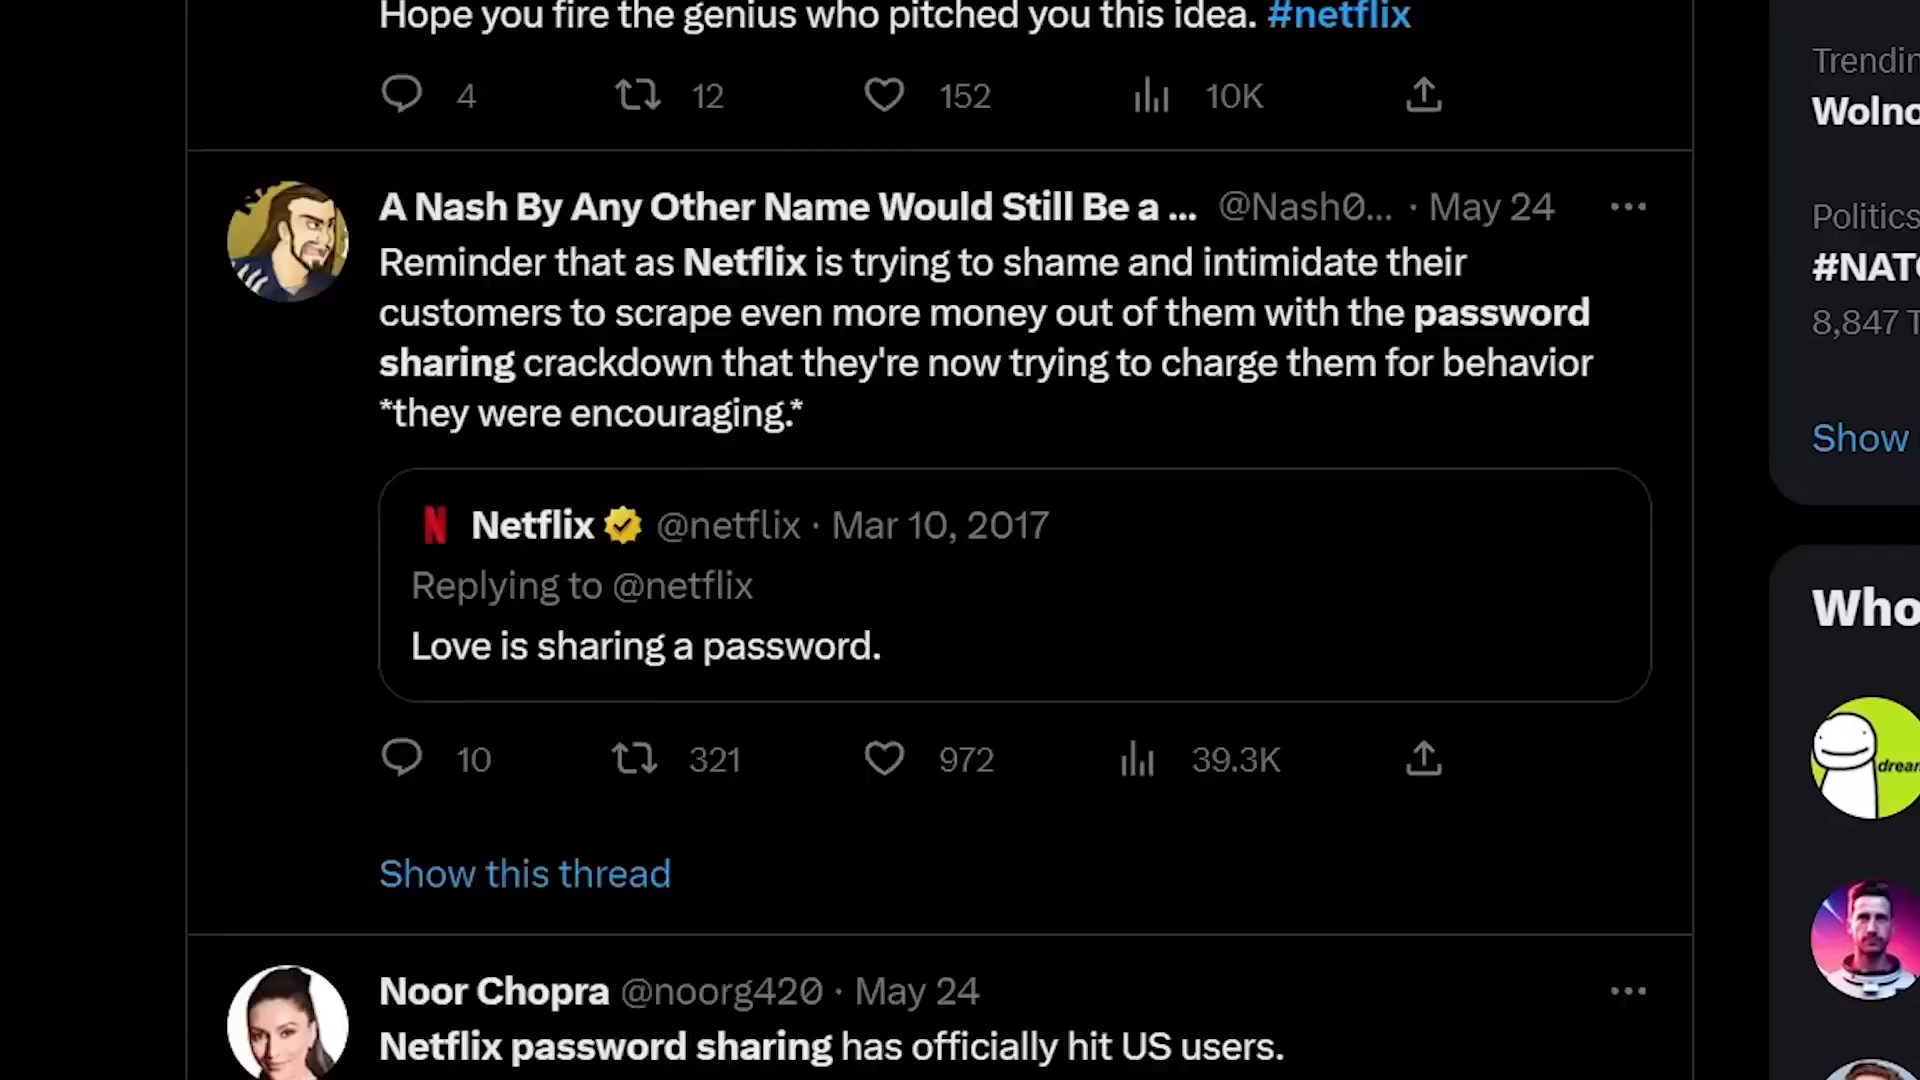 Hope you fire the genius who pitched you this idea. #netflix
4 12 152 10K
A Nash By Any Other Name Would Still Be a ... @Nash0... · May 24
Reminder that as Netflix is trying to shame and intimidate their
customers to scrape even more money out of them with the password
sharing crackdown that they're now trying to charge them for behavior
*they were encouraging.*
Netflix @netflix · Mar 10, 2017
Replying to @netflix
Love is sharing a password.
10 321 972 39.3K
Show this thread
Noor Chopra @noorg420 · May 24
Netflix password sharing has officially hit US users.
Politics
8,847
Show
Who